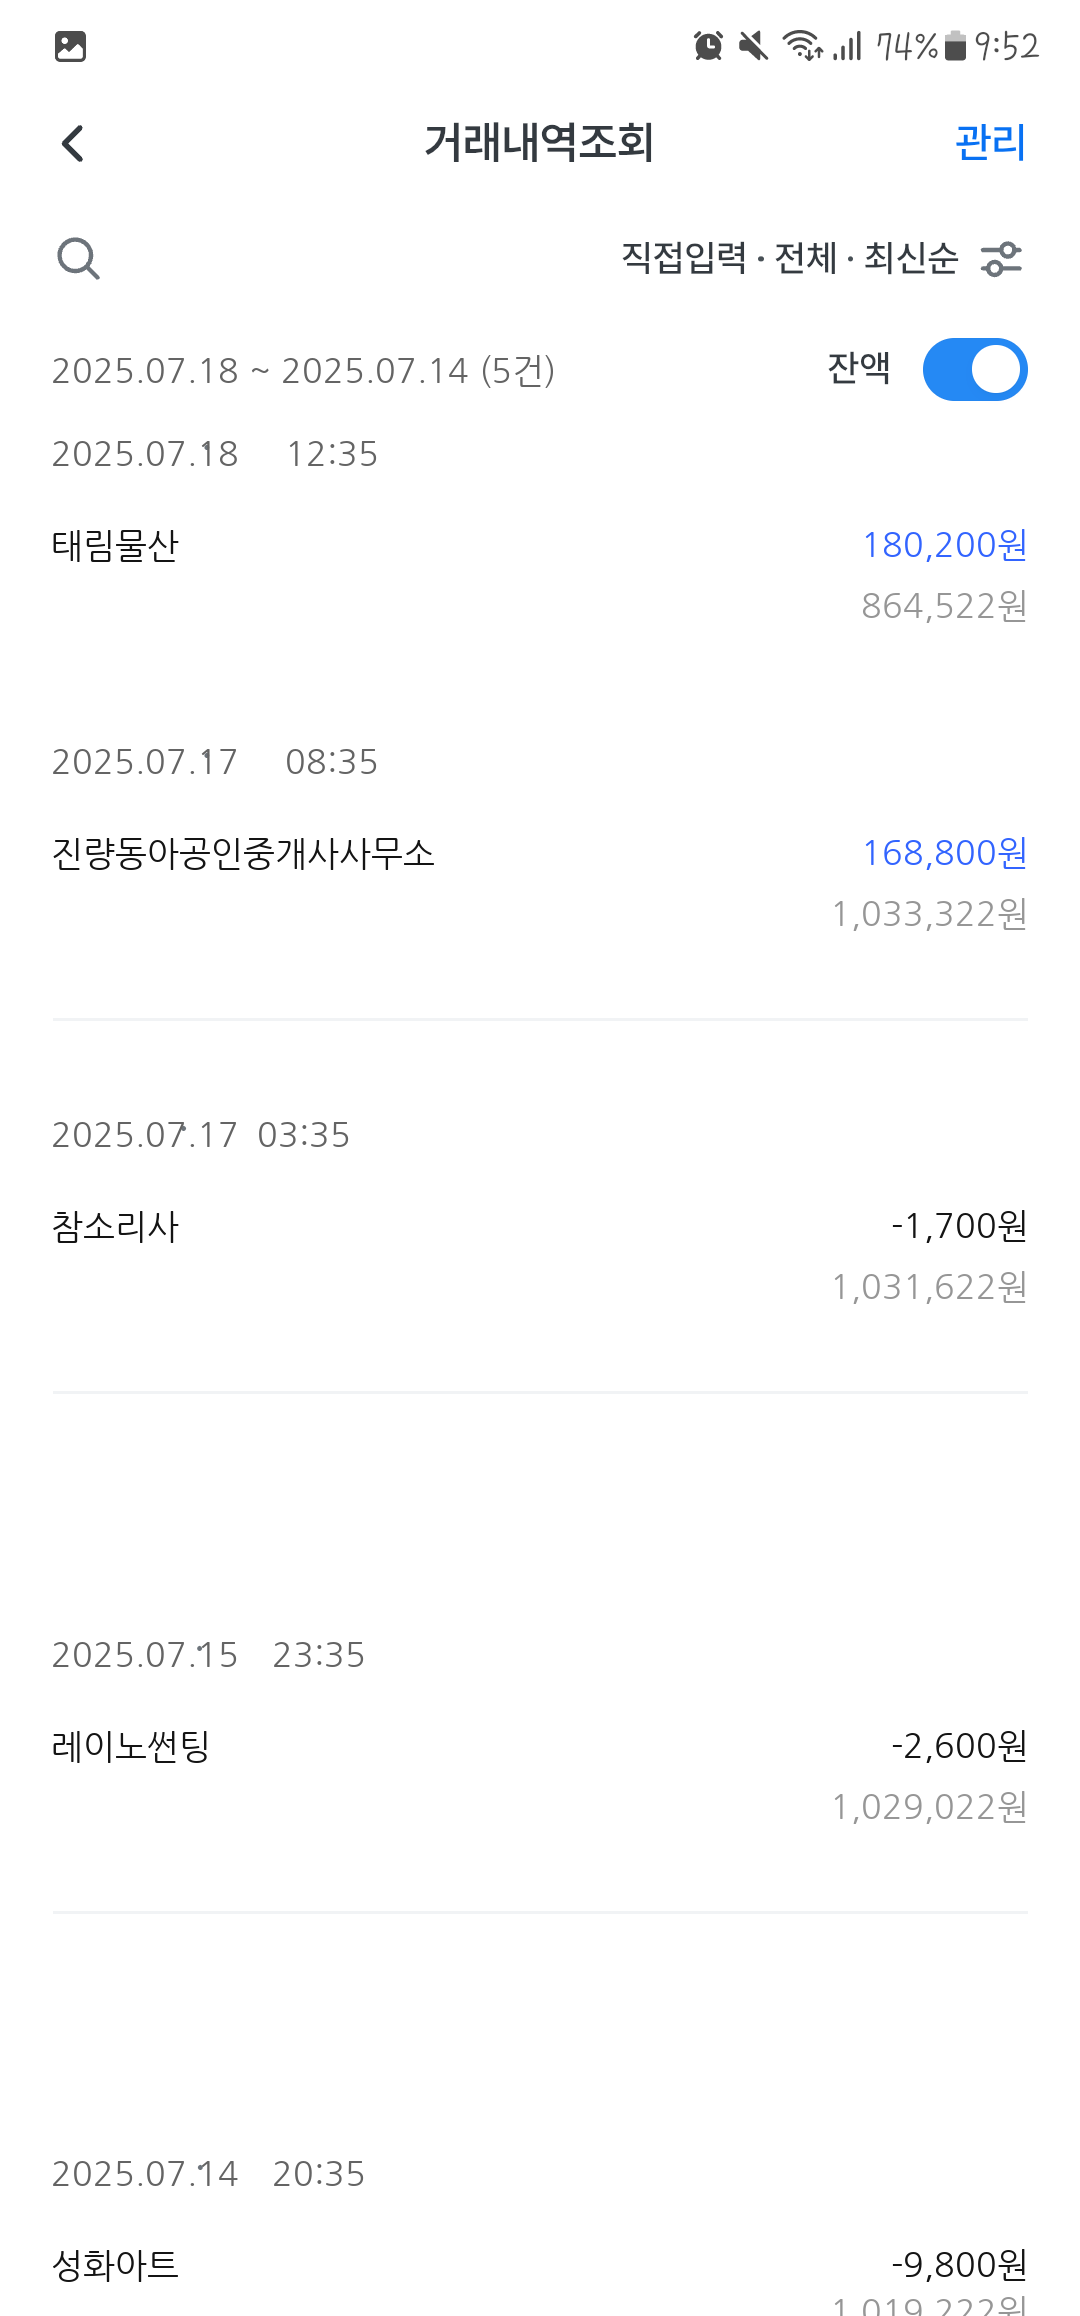 74% 9:52
거래내역조회 관리
직접입력 · 전체 · 최신순
2025.07.18 ~ 2025.07.14 (5건) 잔액
2025.07.18 12:35
태림물산 180,200원
864,522원
2025.07.17 08:35
진량동아공인중개사사무소 168,800원
1,033,322원
2025.07.17 03:35
참소리사 -1,700원
1,031,622원
2025.07.15 23:35
레이노썬팅 -2,600원
1,029,022원
2025.07.14 20:35
성화아트 -9,800원
1,019,222원